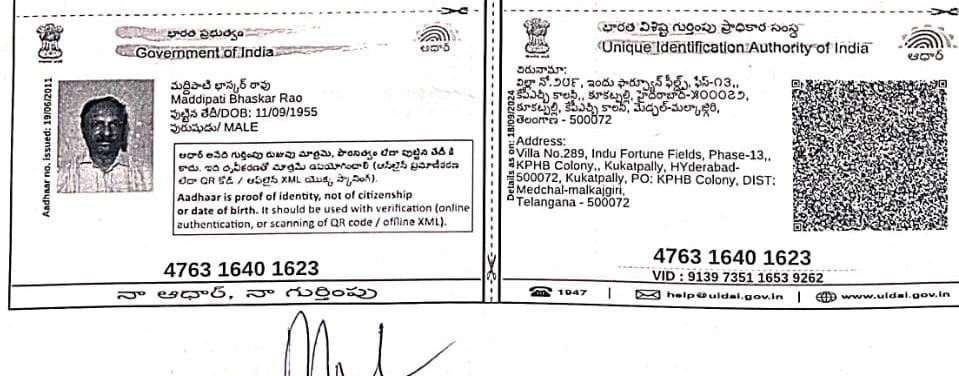 భారత ప్రభుత్వం
Government of India
ఆధార్
Aadhaar no. issued: 19/06/2011
మద్దిపాటి భాస్కర్ రావు
Maddipati Bhaskar Rao
పుట్టిన తేదీ/DOB: 11/09/1955
పురుషుడు/ MALE
ఆధార్ అనేది గుర్తింపు రుజువు మాత్రమే, పౌరసత్వం లేదా పుట్టిన తేదీ కి
కాదు. ఇది ధృవీకరణతో మాత్రమే ఉపయోగించాలి (ఆన్‌లైన్ ప్రమాణీకరణ
లేదా QR కోడ్ / ఆఫ్‌లైన్ XML యొక్క స్కానింగ్).
Aadhaar is proof of identity, not of citizenship
or date of birth. It should be used with verification (online
authentication, or scanning of QR code / offline XML).
4763 1640 1623
నా ఆధార్, నా గుర్తింపు
భారత విశిష్ట గుర్తింపు ప్రాధికార సంస్థ
Unique Identification Authority of India
ఆధార్
Details as on: 18/09/2024
చిరునామా:
విల్లా నో.౨౮౯, ఇందు ఫార్చ్యూన్ ఫీల్డ్స్, ఫేస్-౧౩,,
కేపీఎచ్బీ కాలనీ,, కూకట్పల్లి, హైదరాబాద్-౫౦౦౦౭౨,
కూకట్పల్లి, కేపీఎచ్బీ కాలనీ, మేడ్చల్-మల్కాజ్గిరి,
తెలంగాణ - 500072
Address:
Villa No.289, Indu Fortune Fields, Phase-13,,
KPHB Colony,, Kukatpally, HYderabad-
500072, Kukatpally, PO: KPHB Colony, DIST:
Medchal-malkajgiri,
Telangana - 500072
4763 1640 1623
VID : 9139 7351 1653 9262
1947 | help@uidai.gov.in | www.uidai.gov.in